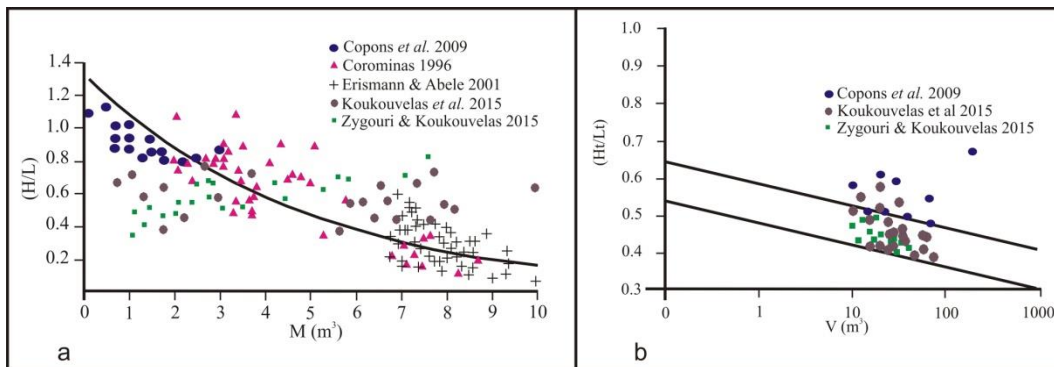 1.4
1.2
1.0
0.8
0.6
0.4
0.2
(H/L)
0 1 2 3 4 5 6 7 8 9 10
M (m³)
Copons et al. 2009
Corominas 1996
Erismann & Abele 2001
Koukouvelas et al. 2015
Zygouri & Koukouvelas 2015
a
1.0
0.9
0.8
0.7
0.6
0.5
0.4
0.3
(Ht/Lt)
0 1 10 100 1000
V (m³)
Copons et al. 2009
Koukouvelas et al 2015
Zygouri & Koukouvelas 2015
b